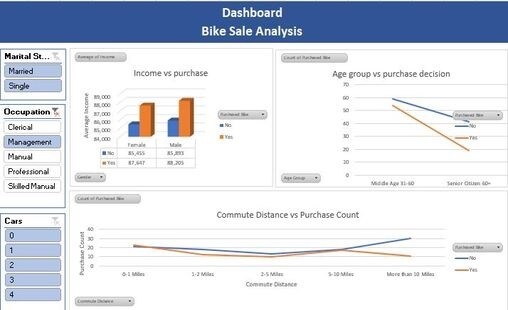 Dashboard
Bike Sale Analysis
Marital St...
Married
Single
Occupation
Clerical
Management
Manual
Professional
Skilled Manual
Cars
0
1
2
3
4
Average of Income
Income vs purchase
Average Income
89,000
88,000
87,000
86,000
85,000
84,000
Female Male
No 85,455 85,893
Yes 87,647 88,205
Purchased Bike
No
Yes
Gender
Count of Purchased Bike
Age group vs purchase decision
70
60
50
40
30
20
10
0
Middle Age 31-60 Senior Citizen 60+
Purchased Bike
No
Yes
Age Group
Count of Purchased Bike
Commute Distance vs Purchase Count
Purchase Count
40
30
20
10
0
0-1 Miles 1-2 Miles 2-5 Miles 5-10 Miles More than 10 Miles
Commute Distance
Purchased Bike
No
Yes
Commute Distance